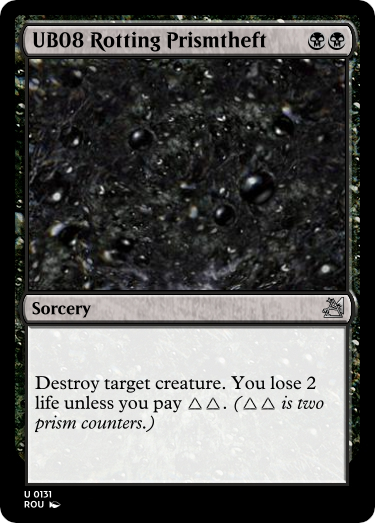 UB08 Rotting Prismtheft
Sorcery
Destroy target creature. You lose 2
life unless you pay △△. (△△ is two
prism counters.)
U 0131
ROU